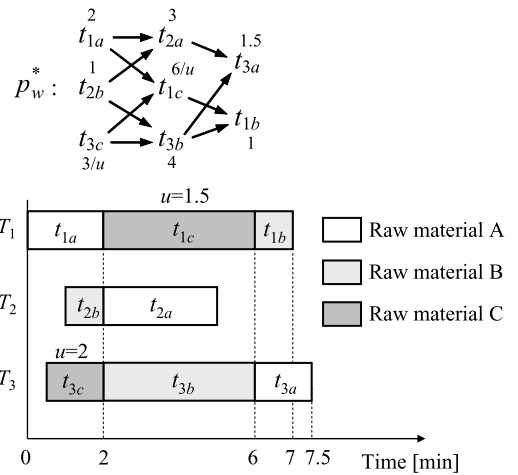 2 3
t1a t2a 1.5
t3a
1 6/u
p*w : t2b t1c
t1b
t3c t3b 1
3/u 4
u=1.5
T1 t1a t1c t1b Raw material A
Raw material B
T2 t2b t2a
Raw material C
u=2
T3 t3c t3b t3a
0 2 6 7 7.5 Time [min]